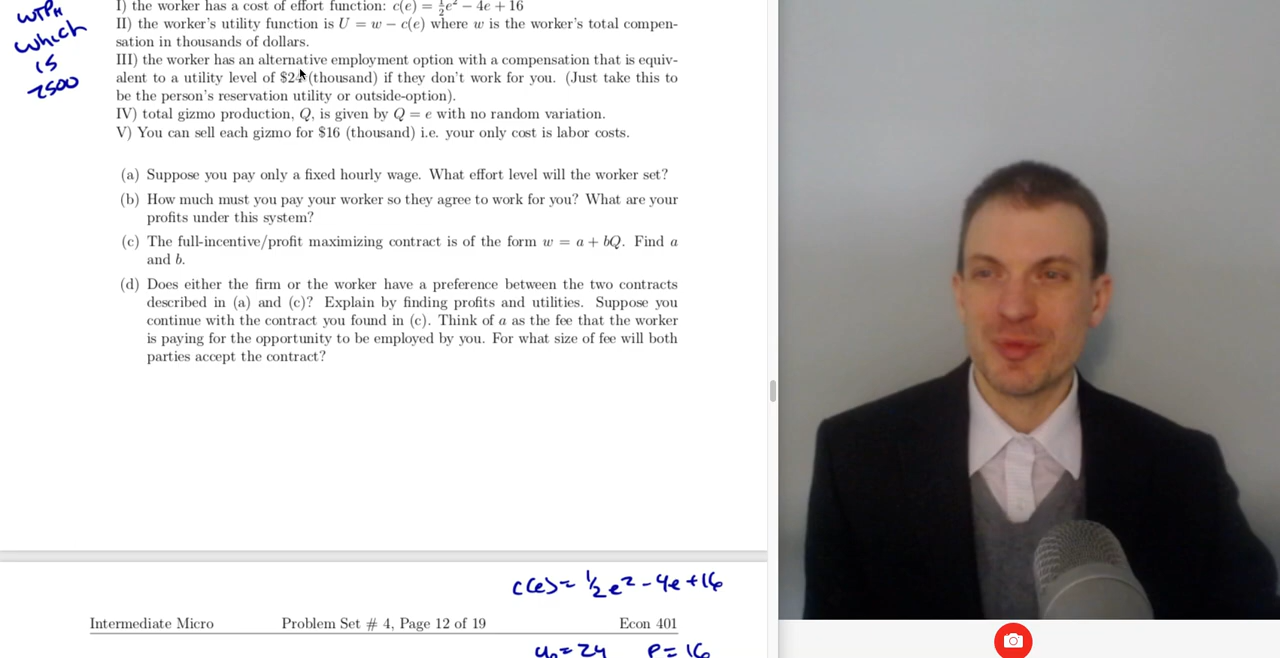 WTPH
which
is
7500
I) the worker has a cost of effort function: c(e) = ½e² − 4e + 16
II) the worker's utility function is U = w − c(e) where w is the worker's total compen-
sation in thousands of dollars.
III) the worker has an alternative employment option with a compensation that is equiv-
alent to a utility level of $24 (thousand) if they don't work for you. (Just take this to
be the person's reservation utility or outside-option).
IV) total gizmo production, Q, is given by Q = e with no random variation.
V) You can sell each gizmo for $16 (thousand) i.e. your only cost is labor costs.
(a) Suppose you pay only a fixed hourly wage. What effort level will the worker set?
(b) How much must you pay your worker so they agree to work for you? What are your
profits under this system?
(c) The full-incentive/profit maximizing contract is of the form w = a + bQ. Find a
and b.
(d) Does either the firm or the worker have a preference between the two contracts
described in (a) and (c)? Explain by finding profits and utilities. Suppose you
continue with the contract you found in (c). Think of a as the fee that the worker
is paying for the opportunity to be employed by you. For what size of fee will both
parties accept the contract?
c(e) = ½e² - 4e + 16
Intermediate Micro Problem Set # 4, Page 12 of 19 Econ 401
u₀ = 24 P = 16